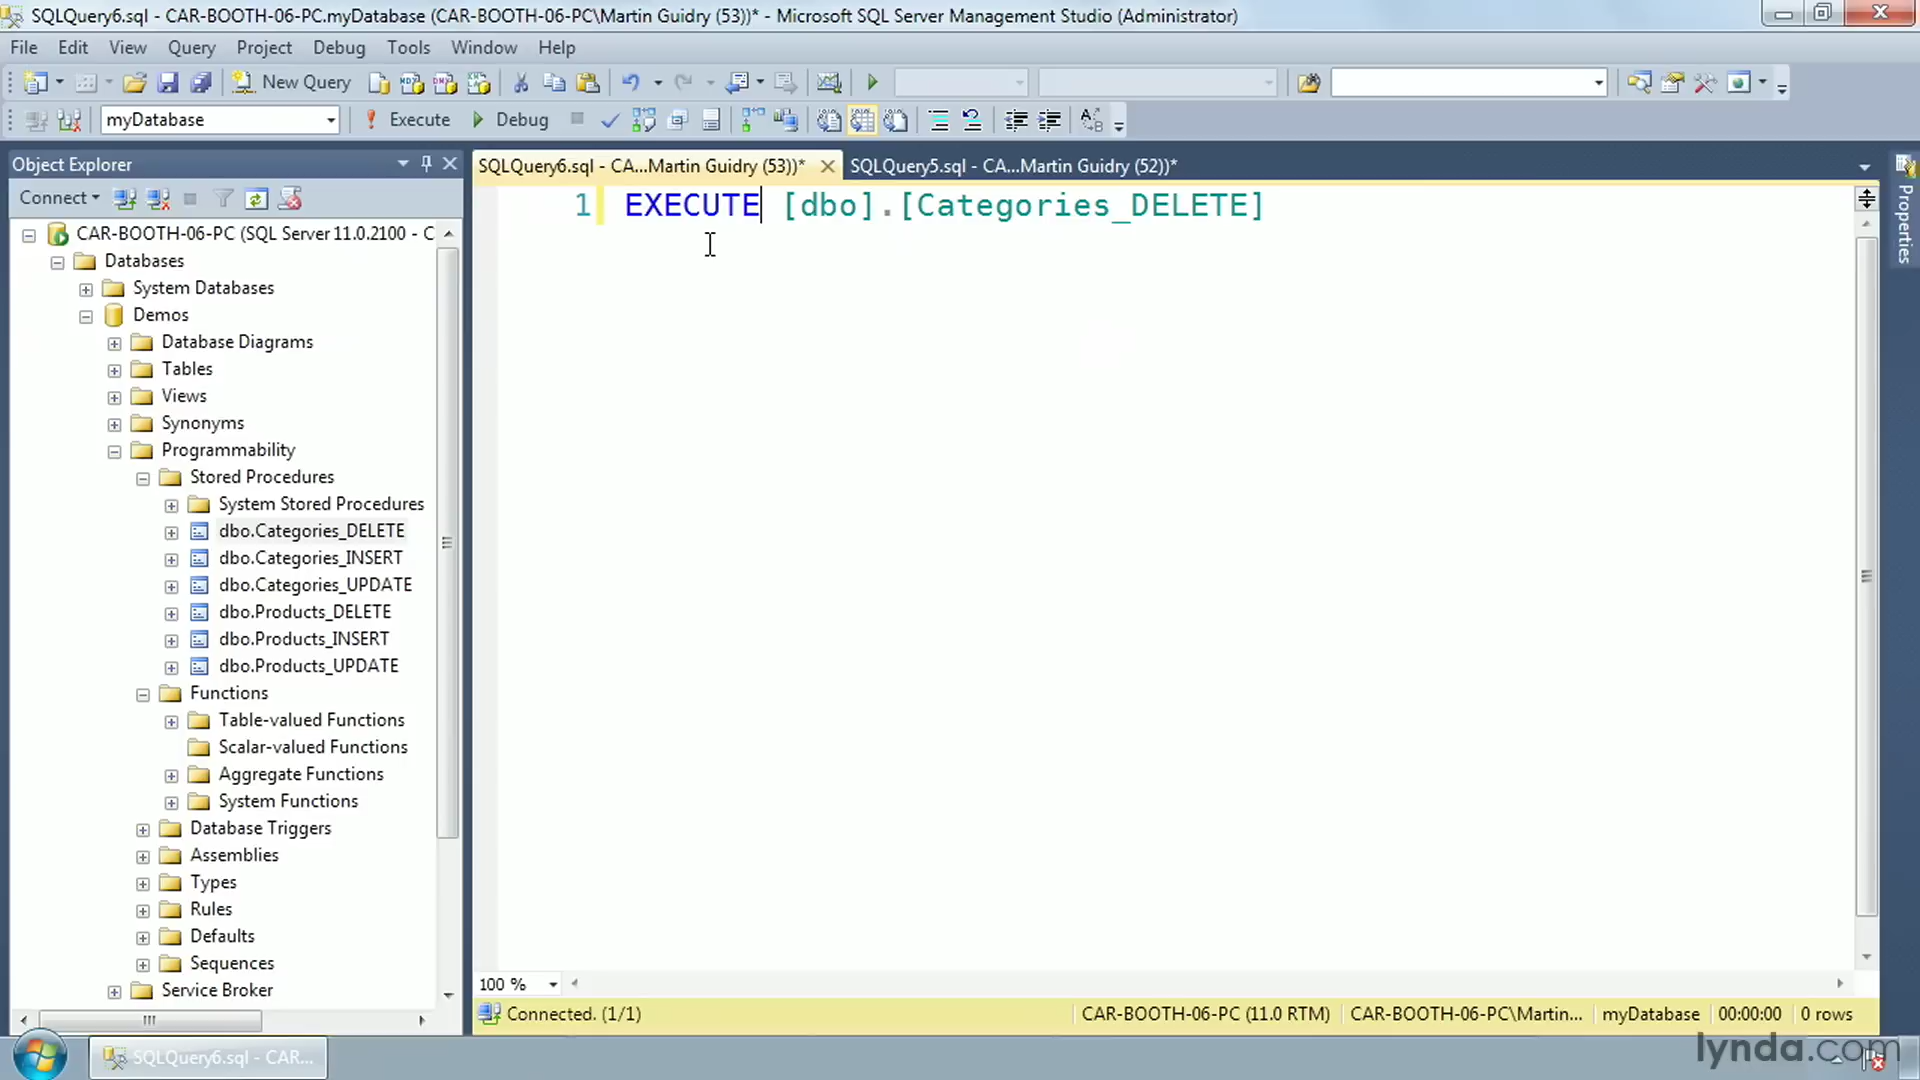 SQLQuery6.sql - CAR-BOOTH-06-PC.myDatabase (CAR-BOOTH-06-PC\Martin Guidry (53))* - Microsoft SQL Server Management Studio (Administrator)
File Edit View Query Project Debug Tools Window Help
New Query
myDatabase Execute Debug
Object Explorer
SQLQuery6.sql - CA...Martin Guidry (53))* SQLQuery5.sql - CA...Martin Guidry (52))*
Properties
Connect
1 EXECUTE [dbo].[Categories_DELETE]
CAR-BOOTH-06-PC (SQL Server 11.0.2100 - C
Databases
System Databases
Demos
Database Diagrams
Tables
Views
Synonyms
Programmability
Stored Procedures
System Stored Procedures
dbo.Categories_DELETE
dbo.Categories_INSERT
dbo.Categories_UPDATE
dbo.Products_DELETE
dbo.Products_INSERT
dbo.Products_UPDATE
Functions
Table-valued Functions
Scalar-valued Functions
Aggregate Functions
System Functions
Database Triggers
Assemblies
Types
Rules
Defaults
Sequences
Service Broker
100 %
Connected. (1/1) CAR-BOOTH-06-PC (11.0 RTM) CAR-BOOTH-06-PC\Martin... myDatabase 00:00:00 0 rows
SQLQuery6.sql - CAR...
lynda.com